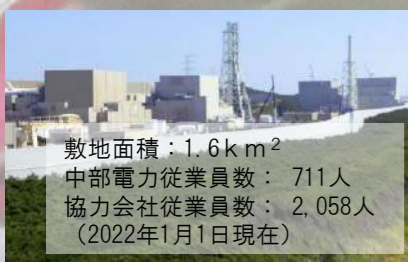 敷地面積：1.6ｋｍ²
中部電力従業員数： 711人
協力会社従業員数： 2,058人
（2022年1月1日現在）